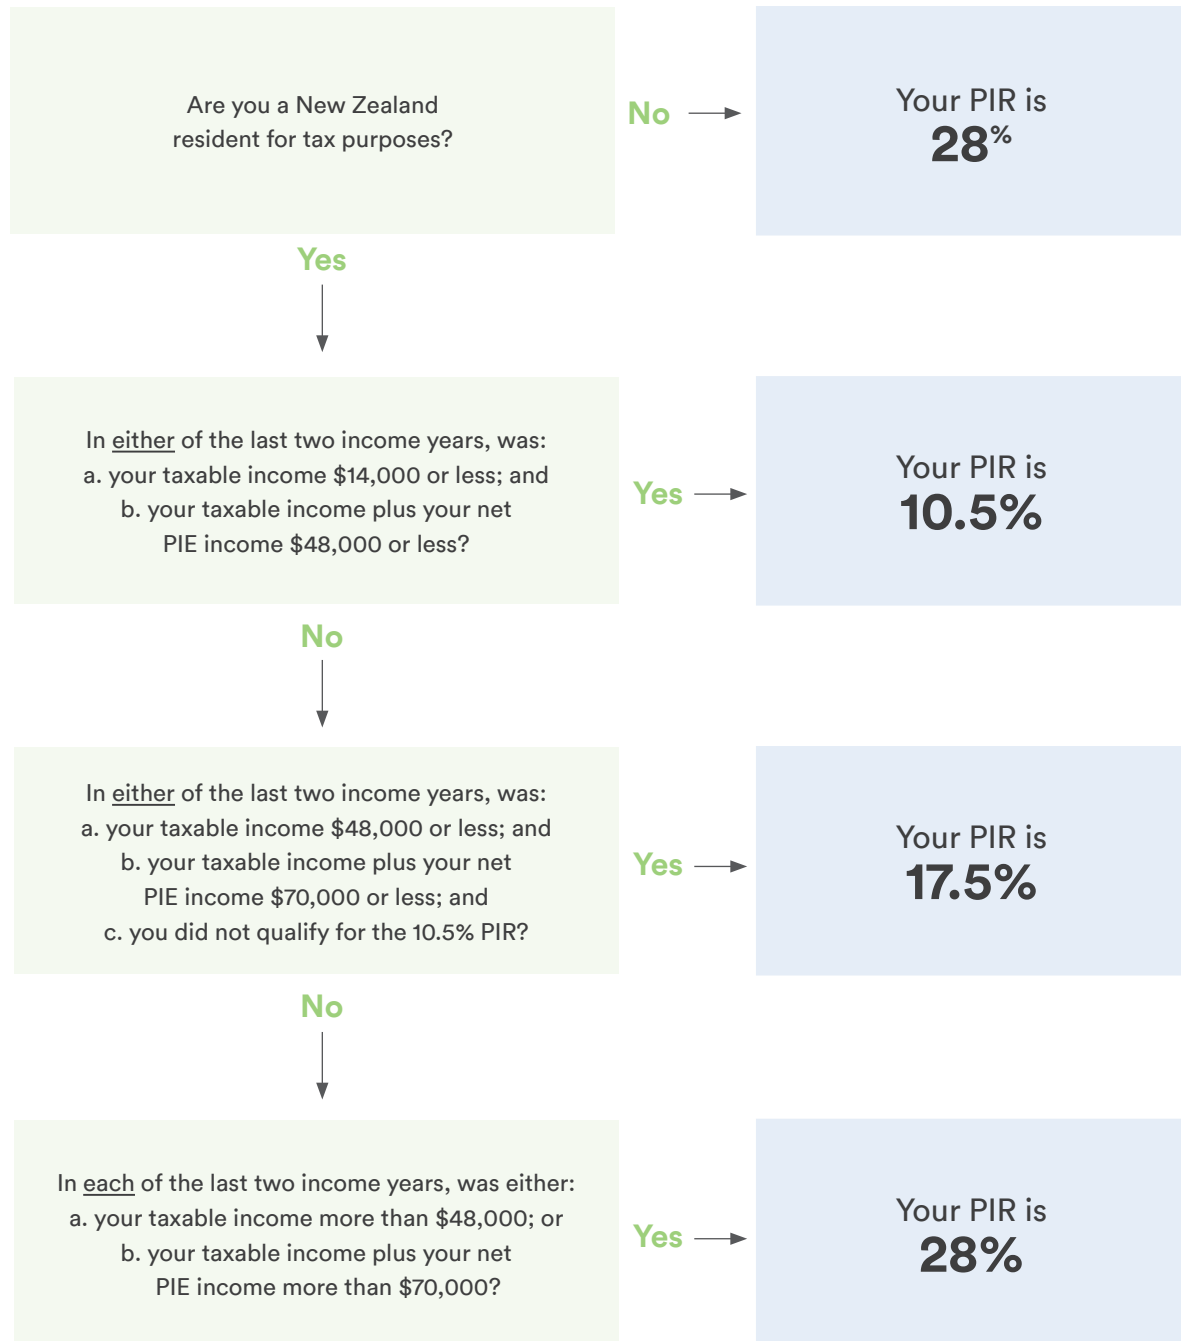 Are you a New Zealand
resident for tax purposes?
No
Your PIR is
28%
Yes
In either of the last two income years, was:
a. your taxable income $14,000 or less; and
b. your taxable income plus your net
PIE income $48,000 or less?
Yes
Your PIR is
10.5%
No
In either of the last two income years, was:
a. your taxable income $48,000 or less; and
b. your taxable income plus your net
PIE income $70,000 or less; and
c. you did not qualify for the 10.5% PIR?
Yes
Your PIR is
17.5%
No
In each of the last two income years, was either:
a. your taxable income more than $48,000; or
b. your taxable income plus your net
PIE income more than $70,000?
Yes
Your PIR is
28%